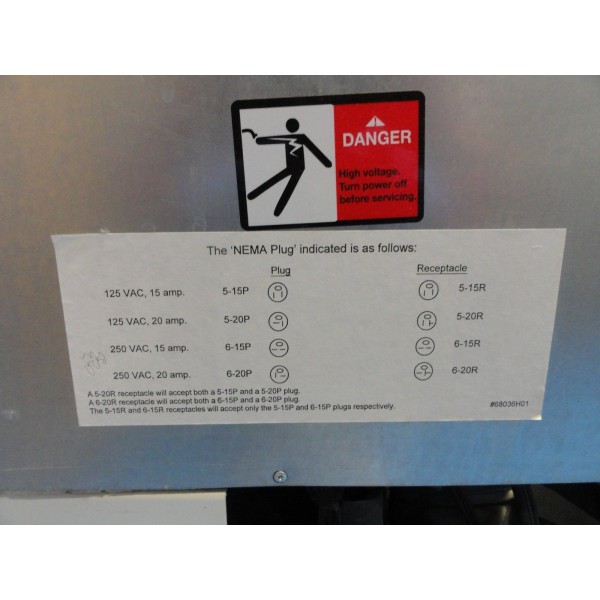 DANGER
High voltage.
Turn power off
before servicing.
The 'NEMA Plug' indicated is as follows:
Plug Receptacle
125 VAC, 15 amp. 5-15P 5-15R
125 VAC, 20 amp. 5-20P 5-20R
250 VAC, 15 amp. 6-15P 6-15R
250 VAC, 20 amp. 6-20P 6-20R
A 5-20R receptacle will accept both a 5-15P and a 5-20P plug.
A 6-20R receptacle will accept both a 6-15P and a 6-20P plug.
The 5-15R and 6-15R receptacles will accept only the 5-15P and 6-15P plugs respectively.
#68036H01